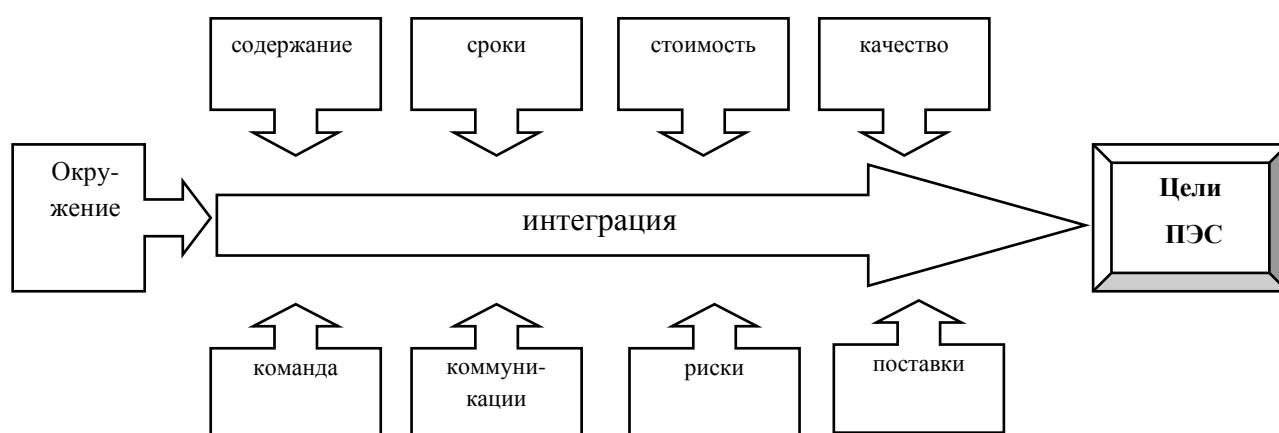 содержание
сроки
стоимость
качество
Окру-
жение
интеграция
Цели
ПЭС
команда
коммуни-
кации
риски
поставки